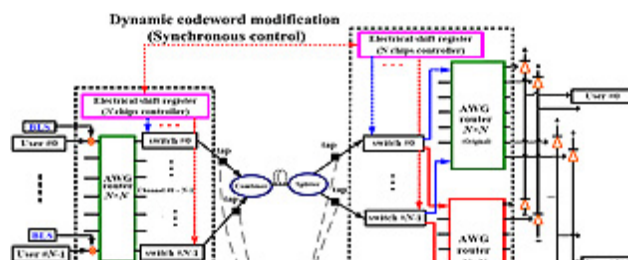 Dynamic codeword modification
(Synchronous control)
Electrical shift register
(N chips controller)
Electrical shift register
(N chips controller)
BLS
User #0
AWG
router
N×N
switch #0
Channel #0 ~ N-1
switch #N-1
BLS
User #N-1
tap
tap
Combiner
Splitter
tap
tap
switch #0
switch #N-1
AWG
router
N×N
(Original)
AWG
router
N×N
User #0